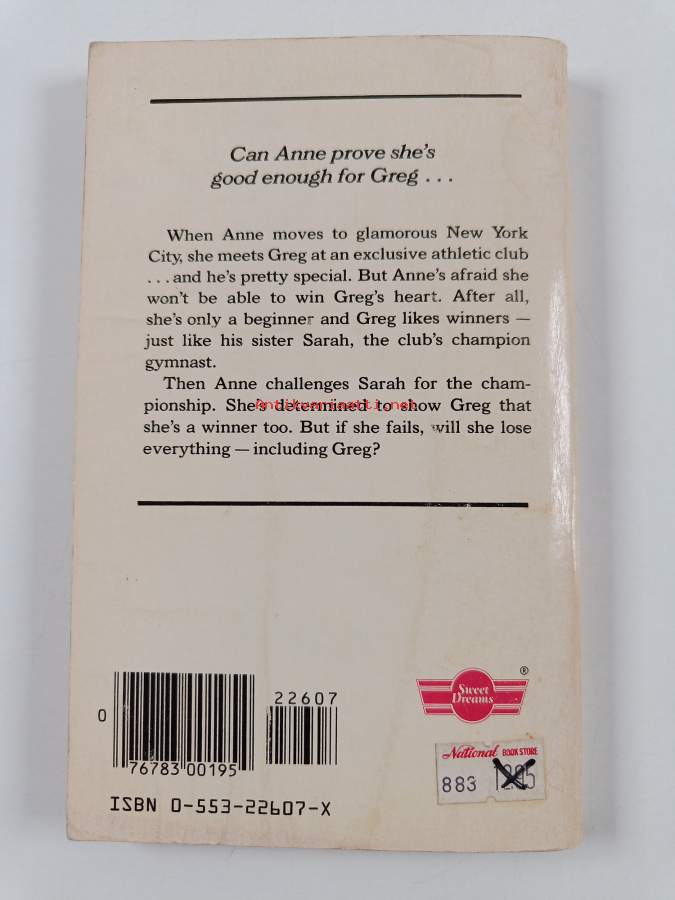 Can Anne prove she's
good enough for Greg . . .
When Anne moves to glamorous New York
City, she meets Greg at an exclusive athletic club
. . . and he's pretty special. But Anne's afraid she
won't be able to win Greg's heart. After all,
she's only a beginner and Greg likes winners —
just like his sister Sarah, the club's champion
gymnast.
Then Anne challenges Sarah for the cham-
pionship. She's determined to show Greg that
Antikvariaatti.net
she's a winner too. But if she fails, will she lose
everything — including Greg?
22607
0
76783 00195
ISBN 0-553-22607-X
®
Sweet
Dreams
National BOOK STORE
883